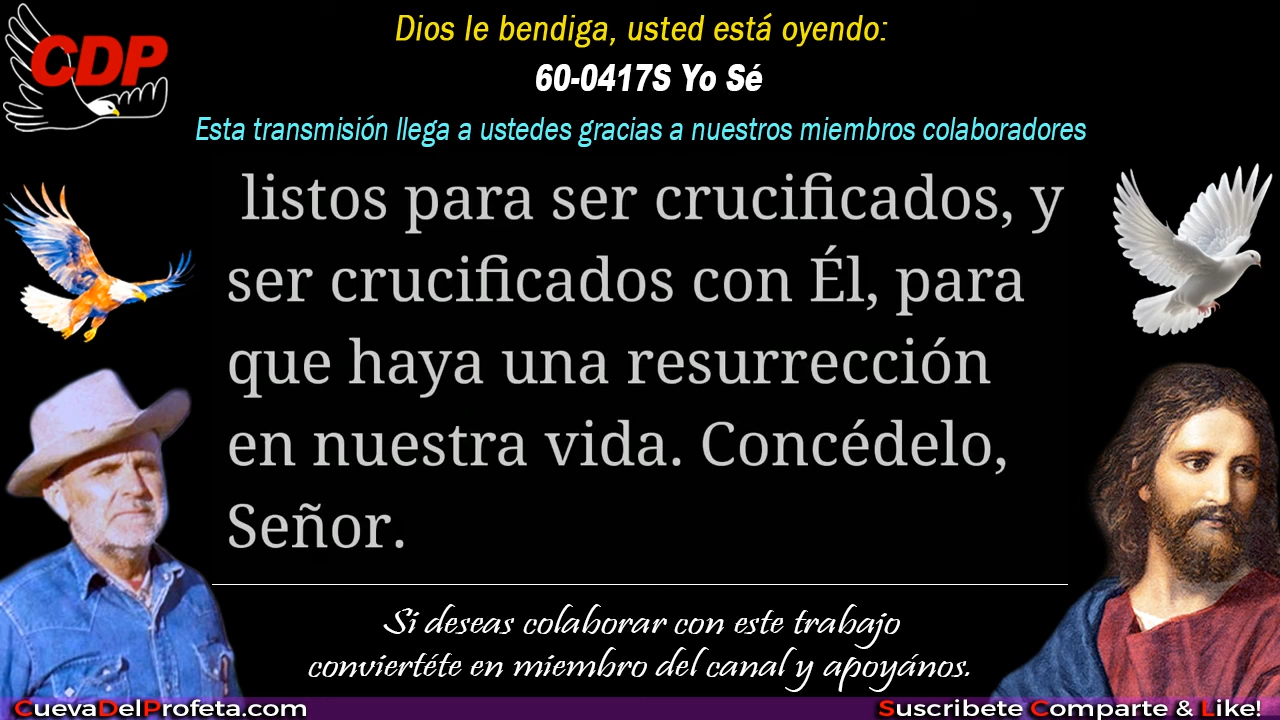 CDP
Dios le bendiga, usted está oyendo:
60-0417S Yo Sé
Esta transmisión llega a ustedes gracias a nuestros miembros colaboradores
listos para ser crucificados, y
ser crucificados con Él, para
que haya una resurrección
en nuestra vida. Concédelo,
Señor.
Si deseas colaborar con este trabajo
conviertéte en miembro del canal y apoyános.
CuevaDelProfeta.com
Suscribete Comparte & Like!